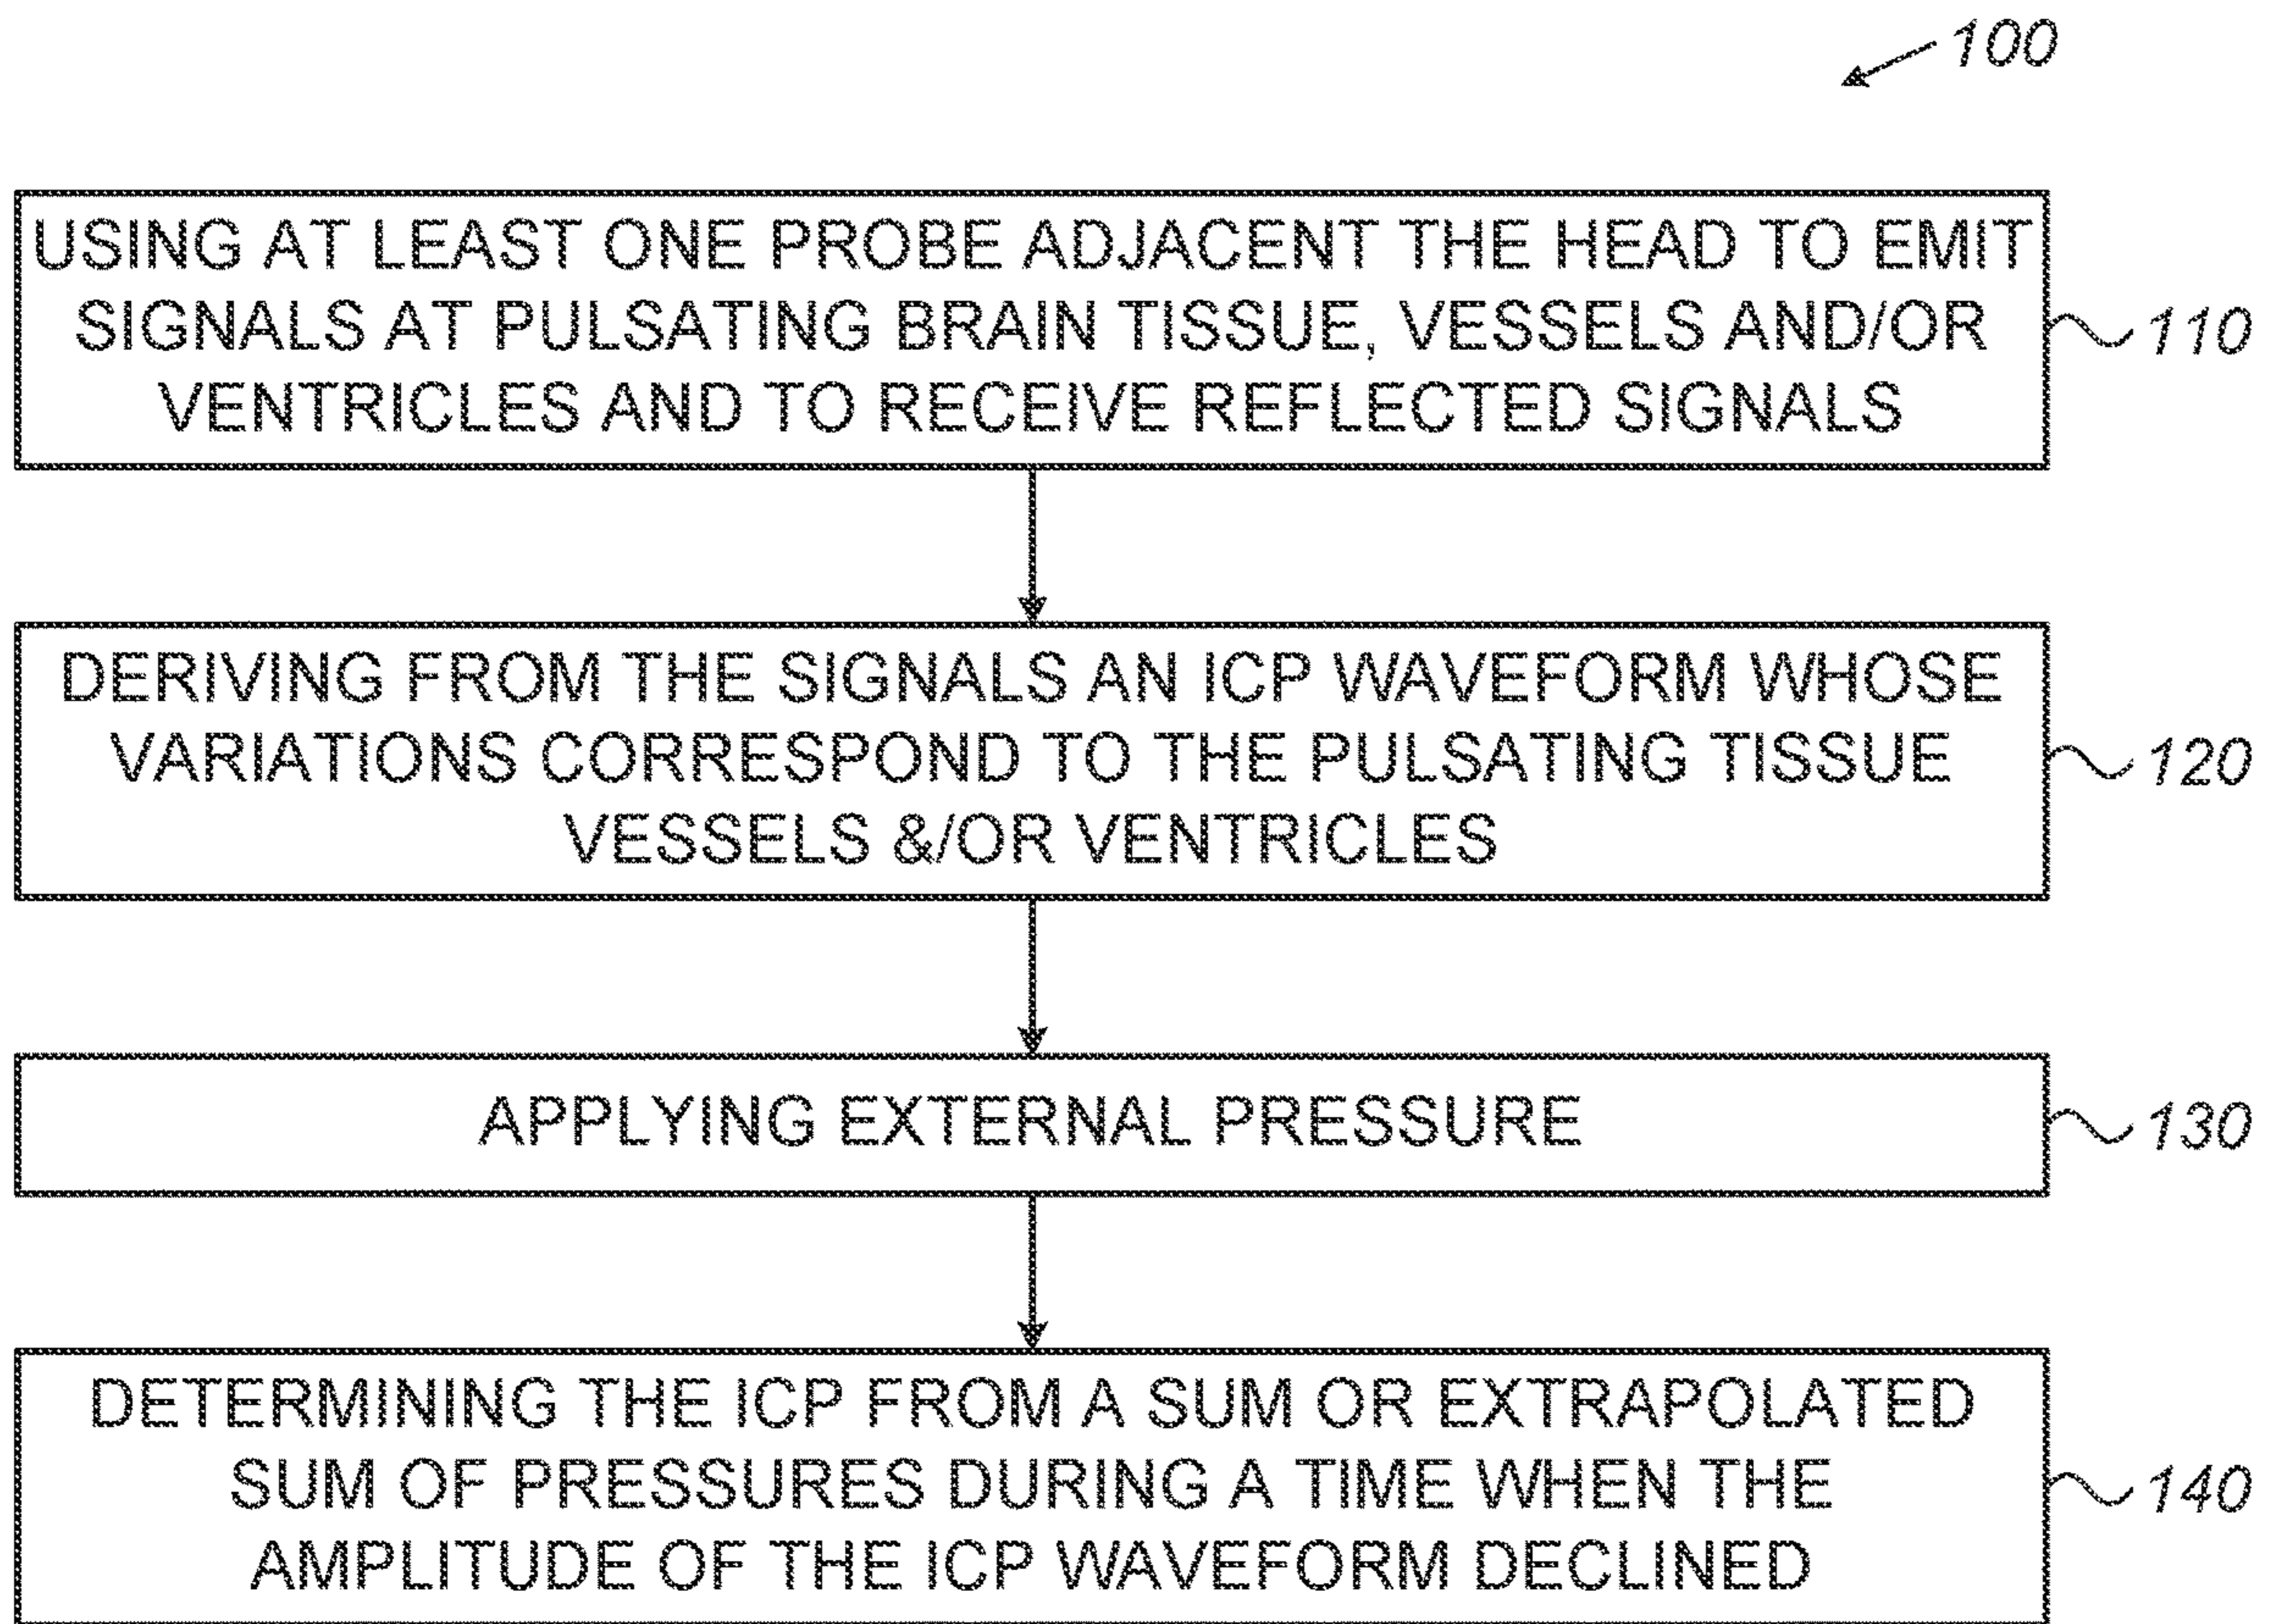 100
USING AT LEAST ONE PROBE ADJACENT THE HEAD TO EMIT
SIGNALS AT PULSATING BRAIN TISSUE, VESSELS AND/OR
VENTRICLES AND TO RECEIVE REFLECTED SIGNALS
110
DERIVING FROM THE SIGNALS AN ICP WAVEFORM WHOSE
VARIATIONS CORRESPOND TO THE PULSATING TISSUE
VESSELS &/OR VENTRICLES
120
APPLYING EXTERNAL PRESSURE
130
DETERMINING THE ICP FROM A SUM OR EXTRAPOLATED
SUM OF PRESSURES DURING A TIME WHEN THE
AMPLITUDE OF THE ICP WAVEFORM DECLINED
140